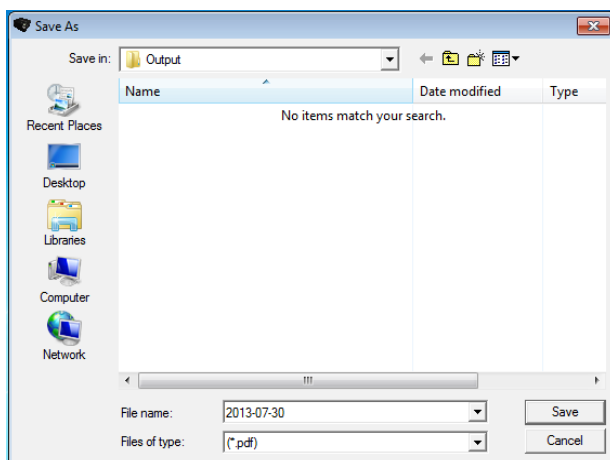 Save As
Save in: Output
Name Date modified Type
No items match your search.
Recent Places
Desktop
Libraries
Computer
Network
File name: 2013-07-30 Save
Files of type: (*.pdf) Cancel